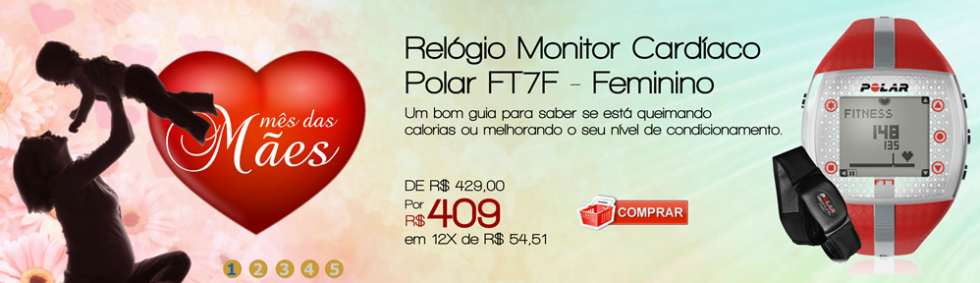 mês das
Mães
Relógio Monitor Cardíaco
Polar FT7F - Feminino
Um bom guia para saber se está queimando
calorias ou melhorando o seu nível de condicionamento.
DE R$ 429,00
Por
R$ 409
em 12X de R$ 54,51
COMPRAR
1 2 3 4 5
POLAR
FITNESS
148
135
POLAR